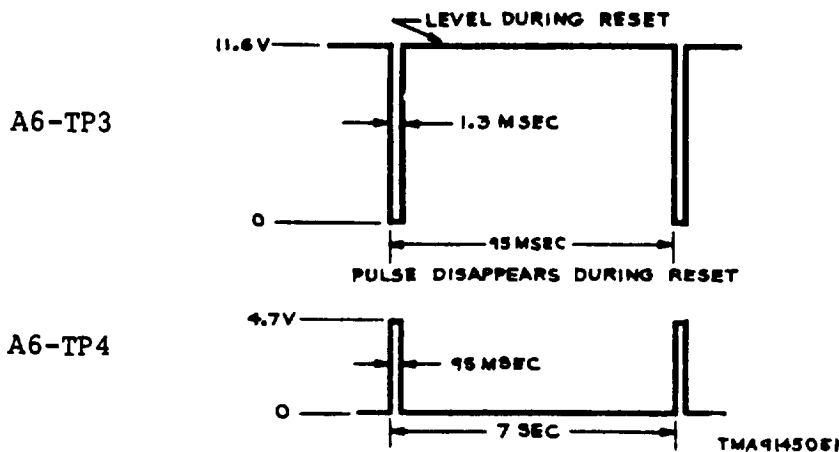 LEVEL DURING RESET
11.6V
A6-TP3
1.3 MSEC
0
95 MSEC
PULSE DISAPPEARS DURING RESET
4.7V
A6-TP4
95 MSEC
0
7 SEC
TMA9145081